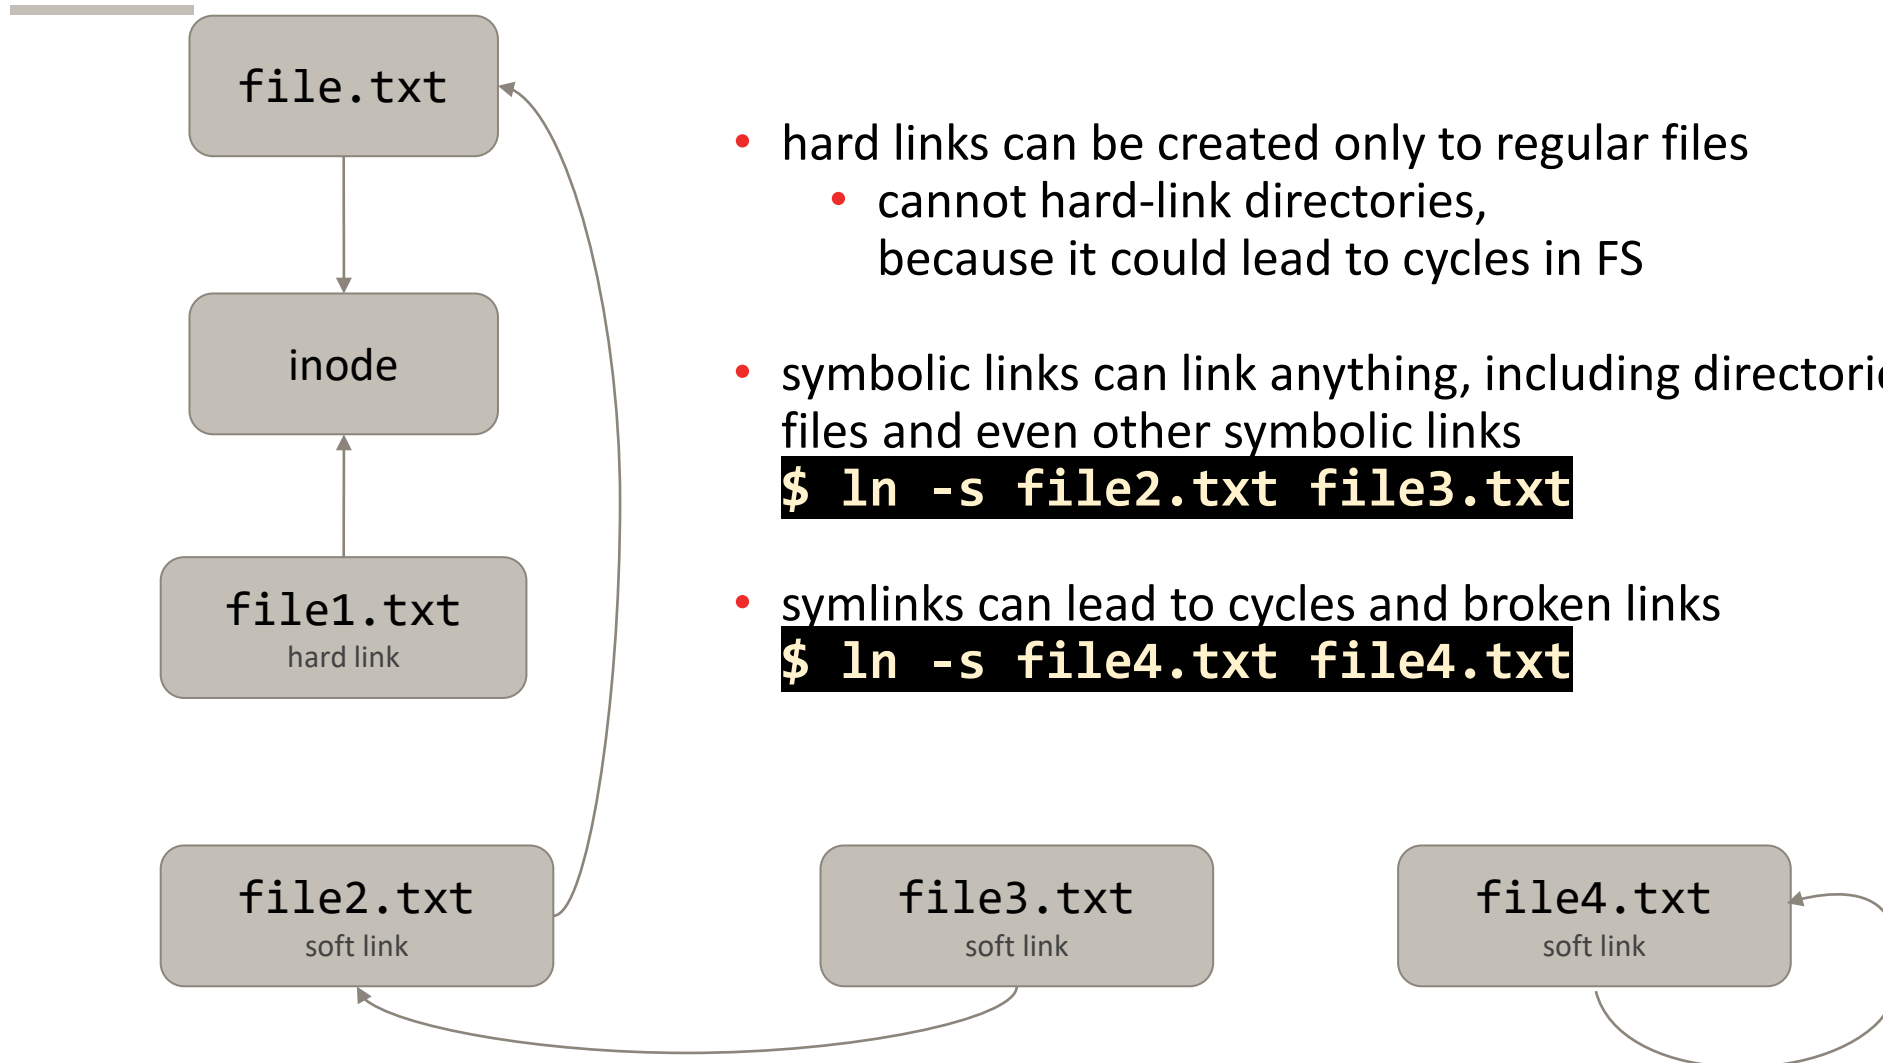 file.txt
inode
file1.txt
hard link
file2.txt
soft link
• hard links can be created only to regular files
• cannot hard-link directories,
because it could lead to cycles in FS
• symbolic links can link anything, including
files and even other symbolic links
$ ln -s file2.txt file3.txt
• symlinks can lead to cycles and broken links
$ ln -s file4.txt file4.txt
file3.txt
soft link
file4.txt
soft link